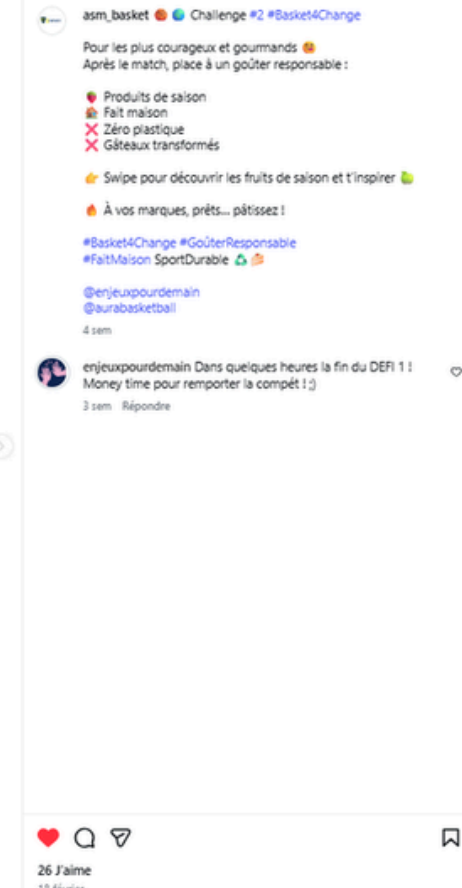 asm_basket 🏀 🌍 Challenge #2 #Basket4Change
Pour les plus courageux et gourmands 😋
Après le match, place à un goûter responsable :
🍓 Produits de saison
🏠 Fait maison
❌ Zéro plastique
❌ Gâteaux transformés
👉 Swipe pour découvrir les fruits de saison et t'inspirer 🍏
🔥 À vos marques, prêts... pâtissez !
#Basket4Change #GoûterResponsable
#FaitMaison SportDurable ♻️ 🍰
@enjeuxpourdemain
@aurabasketball
4 sem
enjeuxpourdemain Dans quelques heures la fin du DEFI 1 !
Money time pour remporter la compét ! ;)
3 sem Répondre
26 J'aime
18 février